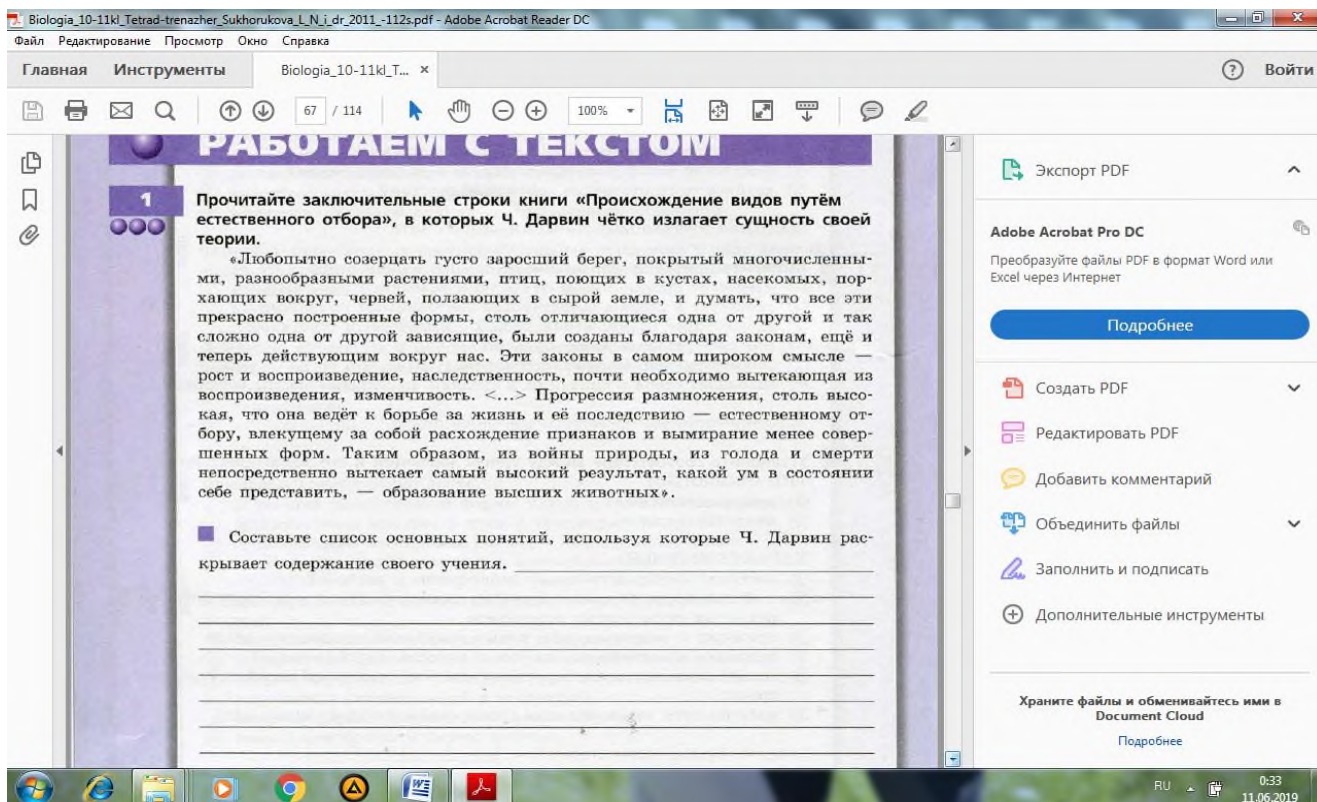 Biologia_10-11kl_Tetrad-trenazher_Sukhorukova_L_N_i_dr_2011_-112s.pdf - Adobe Acrobat Reader DC
Файл Редактирование Просмотр Окно Справка
Главная Инструменты Biologia_10-11kl_T... × Войти
67 / 114 100%
РАБОТАЕМ С ТЕКСТОМ
1
Прочитайте заключительные строки книги «Происхождение видов путём
естественного отбора», в которых Ч. Дарвин чётко излагает сущность своей
теории.
«Любопытно созерцать густо заросший берег, покрытый многочисленны-
ми, разнообразными растениями, птиц, поющих в кустах, насекомых, пор-
хающих вокруг, червей, ползающих в сырой земле, и думать, что все эти
прекрасно построенные формы, столь отличающиеся одна от другой и так
сложно одна от другой зависящие, были созданы благодаря законам, ещё и
теперь действующим вокруг нас. Эти законы в самом широком смысле —
рост и воспроизведение, наследственность, почти необходимо вытекающая из
воспроизведения, изменчивость. <...> Прогрессия размножения, столь высо-
кая, что она ведёт к борьбе за жизнь и её последствию — естественному от-
бору, влекущему за собой расхождение признаков и вымирание менее совер-
шенных форм. Таким образом, из войны природы, из голода и смерти
непосредственно вытекает самый высокий результат, какой ум в состоянии
себе представить, — образование высших животных».
Составьте список основных понятий, используя которые Ч. Дарвин рас-
крывает содержание своего учения.
Экспорт PDF
Adobe Acrobat Pro DC
Преобразуйте файлы PDF в формат Word или
Excel через Интернет
Подробнее
Создать PDF
Редактировать PDF
Добавить комментарий
Объединить файлы
Заполнить и подписать
Дополнительные инструменты
Храните файлы и обменивайтесь ими в
Document Cloud
Подробнее
RU 0:33
11.06.2019